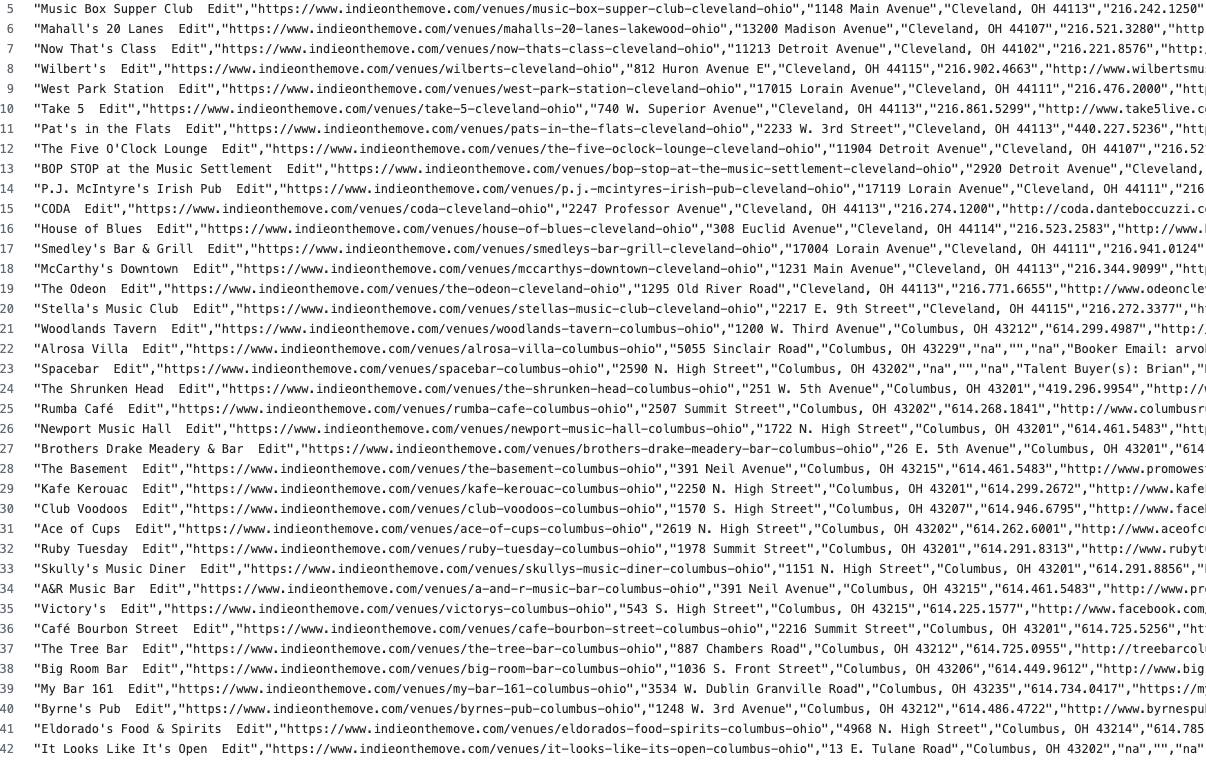 5 "Music Box Supper Club  Edit","https://www.indieonthemove.com/venues/music-box-supper-club-cleveland-ohio","1148 Main Avenue","Cleveland, OH 44113","216.242.1250"
6 "Mahall's 20 Lanes  Edit","https://www.indieonthemove.com/venues/mahalls-20-lanes-lakewood-ohio","13200 Madison Avenue","Cleveland, OH 44107","216.521.3280","http
7 "Now That's Class  Edit","https://www.indieonthemove.com/venues/now-thats-class-cleveland-ohio","11213 Detroit Avenue","Cleveland, OH 44102","216.221.8576","http:
8 "Wilbert's  Edit","https://www.indieonthemove.com/venues/wilberts-cleveland-ohio","812 Huron Avenue E","Cleveland, OH 44115","216.902.4663","http://www.wilbertsmu
9 "West Park Station  Edit","https://www.indieonthemove.com/venues/west-park-station-cleveland-ohio","17015 Lorain Avenue","Cleveland, OH 44111","216.476.2000","htt
10 "Take 5  Edit","https://www.indieonthemove.com/venues/take-5-cleveland-ohio","740 W. Superior Avenue","Cleveland, OH 44113","216.861.5299","http://www.take5live.c
11 "Pat's in the Flats  Edit","https://www.indieonthemove.com/venues/pats-in-the-flats-cleveland-ohio","2233 W. 3rd Street","Cleveland, OH 44113","440.227.5236","htt
12 "The Five O'Clock Lounge  Edit","https://www.indieonthemove.com/venues/the-five-oclock-lounge-cleveland-ohio","11904 Detroit Avenue","Cleveland, OH 44107","216.52
13 "BOP STOP at the Music Settlement  Edit","https://www.indieonthemove.com/venues/bop-stop-at-the-music-settlement-cleveland-ohio","2920 Detroit Avenue","Cleveland,
14 "P.J. McIntyre's Irish Pub  Edit","https://www.indieonthemove.com/venues/p.j.-mcintyres-irish-pub-cleveland-ohio","17119 Lorain Avenue","Cleveland, OH 44111","216
15 "CODA  Edit","https://www.indieonthemove.com/venues/coda-cleveland-ohio","2247 Professor Avenue","Cleveland, OH 44113","216.274.1200","http://coda.danteboccuzzi.c
16 "House of Blues  Edit","https://www.indieonthemove.com/venues/house-of-blues-cleveland-ohio","308 Euclid Avenue","Cleveland, OH 44114","216.523.2583","http://www.
17 "Smedley's Bar & Grill  Edit","https://www.indieonthemove.com/venues/smedleys-bar-grill-cleveland-ohio","17004 Lorain Avenue","Cleveland, OH 44111","216.941.0124"
18 "McCarthy's Downtown  Edit","https://www.indieonthemove.com/venues/mccarthys-downtown-cleveland-ohio","1231 Main Avenue","Cleveland, OH 44113","216.344.9099","htt
19 "The Odeon  Edit","https://www.indieonthemove.com/venues/the-odeon-cleveland-ohio","1295 Old River Road","Cleveland, OH 44113","216.771.6655","http://www.odeoncle
20 "Stella's Music Club  Edit","https://www.indieonthemove.com/venues/stellas-music-club-cleveland-ohio","2217 E. 9th Street","Cleveland, OH 44115","216.272.3377","h
21 "Woodlands Tavern  Edit","https://www.indieonthemove.com/venues/woodlands-tavern-columbus-ohio","1200 W. Third Avenue","Columbus, OH 43212","614.299.4987","http:/
22 "Alrosa Villa  Edit","https://www.indieonthemove.com/venues/alrosa-villa-columbus-ohio","5055 Sinclair Road","Columbus, OH 43229","na","","na","Booker Email: arvo
23 "Spacebar  Edit","https://www.indieonthemove.com/venues/spacebar-columbus-ohio","2590 N. High Street","Columbus, OH 43202","na","","na","Talent Buyer(s): Brian","
24 "The Shrunken Head  Edit","https://www.indieonthemove.com/venues/the-shrunken-head-columbus-ohio","251 W. 5th Avenue","Columbus, OH 43201","419.296.9954","http://w
25 "Rumba Café  Edit","https://www.indieonthemove.com/venues/rumba-cafe-columbus-ohio","2507 Summit Street","Columbus, OH 43202","614.268.1841","http://www.columbusr
26 "Newport Music Hall  Edit","https://www.indieonthemove.com/venues/newport-music-hall-columbus-ohio","1722 N. High Street","Columbus, OH 43201","614.461.5483","htt
27 "Brothers Drake Meadery & Bar  Edit","https://www.indieonthemove.com/venues/brothers-drake-meadery-bar-columbus-ohio","26 E. 5th Avenue","Columbus, OH 43201","614
28 "The Basement  Edit","https://www.indieonthemove.com/venues/the-basement-columbus-ohio","391 Neil Avenue","Columbus, OH 43215","614.461.5483","http://www.promowes
29 "Kafe Kerouac  Edit","https://www.indieonthemove.com/venues/kafe-kerouac-columbus-ohio","2250 N. High Street","Columbus, OH 43201","614.299.2672","http://www.kafe
30 "Club Voodoos  Edit","https://www.indieonthemove.com/venues/club-voodoos-columbus-ohio","1570 S. High Street","Columbus, OH 43207","614.946.6795","http://www.face
31 "Ace of Cups  Edit","https://www.indieonthemove.com/venues/ace-of-cups-columbus-ohio","2619 N. High Street","Columbus, OH 43202","614.262.6001","http://www.aceofc
32 "Ruby Tuesday  Edit","https://www.indieonthemove.com/venues/ruby-tuesday-columbus-ohio","1978 Summit Street","Columbus, OH 43201","614.291.8313","http://www.rubyt
33 "Skully's Music Diner  Edit","https://www.indieonthemove.com/venues/skullys-music-diner-columbus-ohio","1151 N. High Street","Columbus, OH 43201","614.291.8856","
34 "A&R Music Bar  Edit","https://www.indieonthemove.com/venues/a-and-r-music-bar-columbus-ohio","391 Neil Avenue","Columbus, OH 43215","614.461.5483","http://www.pr
35 "Victory's  Edit","https://www.indieonthemove.com/venues/victorys-columbus-ohio","543 S. High Street","Columbus, OH 43215","614.225.1577","http://www.facebook.com
36 "Café Bourbon Street  Edit","https://www.indieonthemove.com/venues/cafe-bourbon-street-columbus-ohio","2216 Summit Street","Columbus, OH 43201","614.725.5256","ht
37 "The Tree Bar  Edit","https://www.indieonthemove.com/venues/the-tree-bar-columbus-ohio","887 Chambers Road","Columbus, OH 43212","614.725.0955","http://treebarcol
38 "Big Room Bar  Edit","https://www.indieonthemove.com/venues/big-room-bar-columbus-ohio","1036 S. Front Street","Columbus, OH 43206","614.449.9612","http://www.big
39 "My Bar 161  Edit","https://www.indieonthemove.com/venues/my-bar-161-columbus-ohio","3534 W. Dublin Granville Road","Columbus, OH 43235","614.734.0417","https://my
40 "Byrne's Pub  Edit","https://www.indieonthemove.com/venues/byrnes-pub-columbus-ohio","1248 W. 3rd Avenue","Columbus, OH 43212","614.486.4722","http://www.byrnespu
41 "Eldorado's Food & Spirits  Edit","https://www.indieonthemove.com/venues/eldorados-food-spirits-columbus-ohio","4968 N. High Street","Columbus, OH 43214","614.785
42 "It Looks Like It's Open  Edit","https://www.indieonthemove.com/venues/it-looks-like-its-open-columbus-ohio","13 E. Tulane Road","Columbus, OH 43202","na","","na"